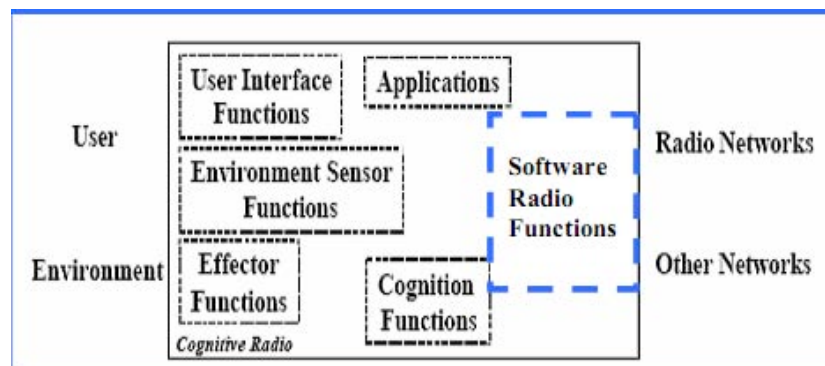 User
Environment
User Interface
Functions
Applications
Environment Sensor
Functions
Effector
Functions
Cognition
Functions
Software
Radio
Functions
Cognitive Radio
Radio Networks
Other Networks